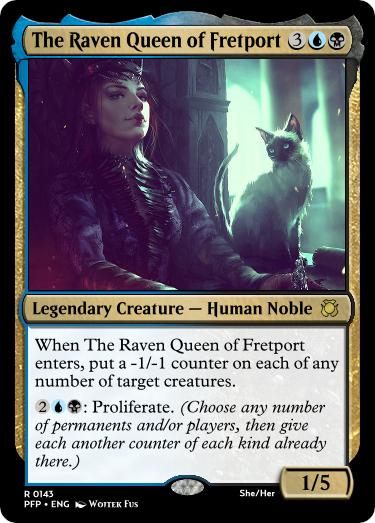 The Raven Queen of Fretport 3
Legendary Creature — Human Noble
When The Raven Queen of Fretport
enters, put a -1/-1 counter on each of any
number of target creatures.
2: Proliferate. (Choose any number
of permanents and/or players, then give
each another counter of each kind already
there.)
1/5
R 0143
She/Her
PFP • ENG Wojtek Fus